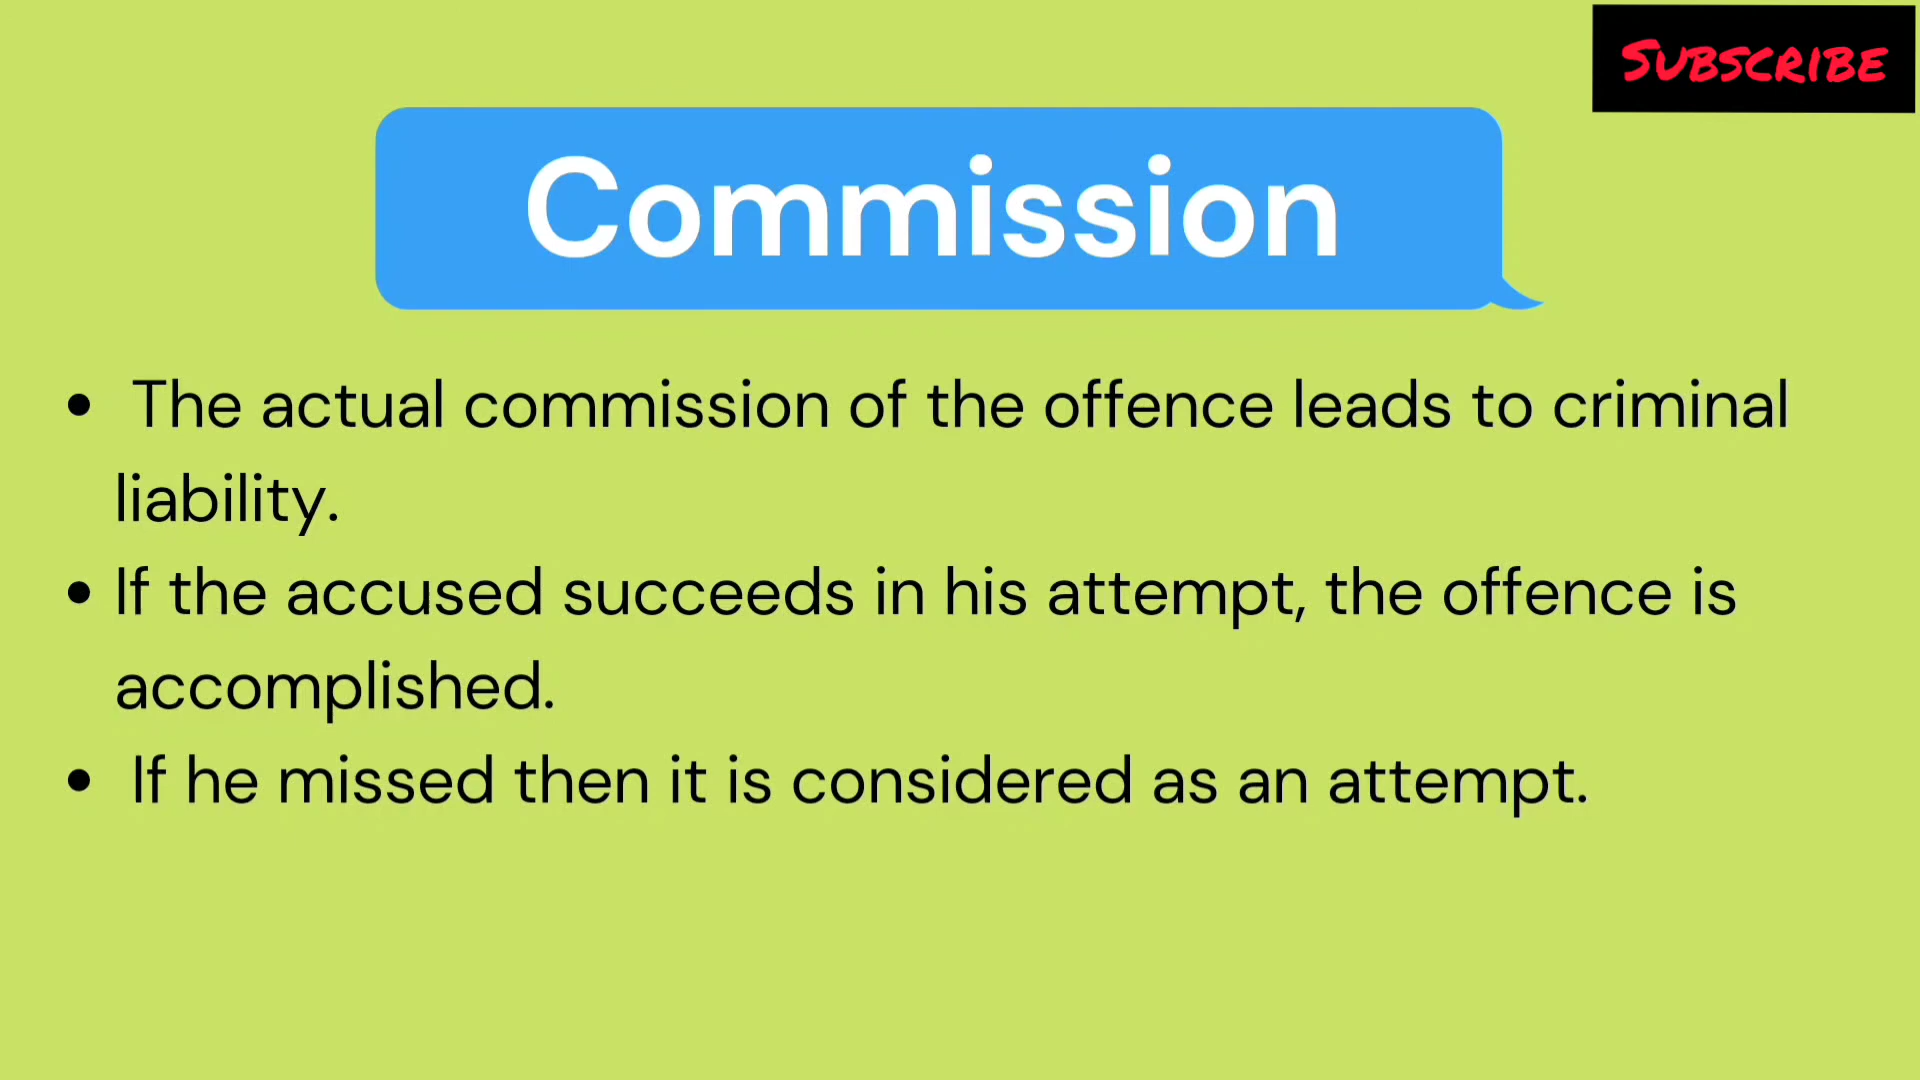 SUBSCRIBE
Commission
• The actual commission of the offence leads to criminal
liability.
• If the accused succeeds in his attempt, the offence is
accomplished.
• If he missed then it is considered as an attempt.